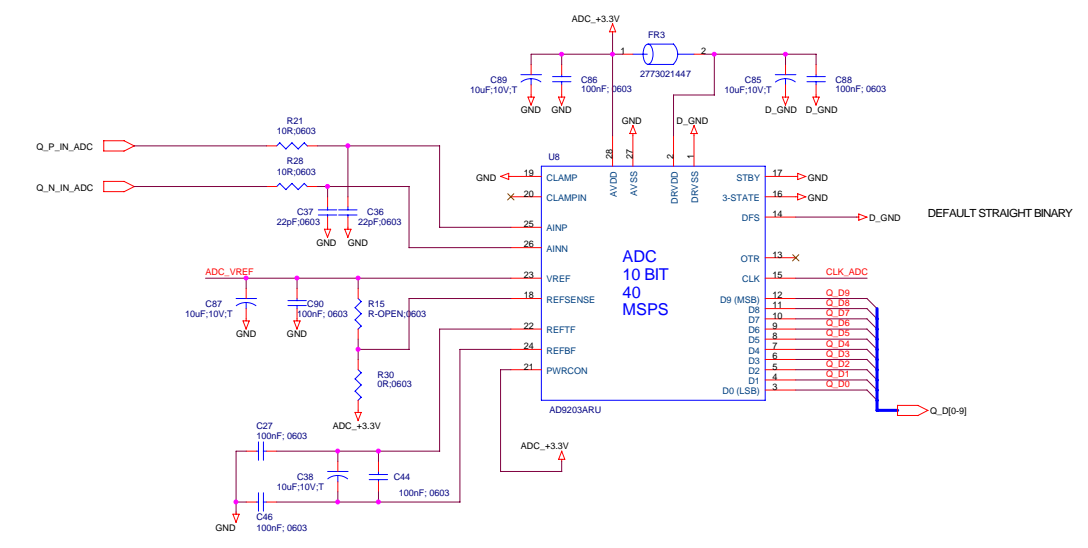 ADC_+3.3V
FR3
1
2
2773021447
C89
10uF;10V;T
C86
100nF; 0603
C85
10uF;10V;T
C88
100nF; 0603
GND
GND
D_GND
D_GND
GND
D_GND
R21
10R;0603
Q_P_IN_ADC
R28
10R;0603
Q_N_IN_ADC
C37
22pF;0603
C36
22pF;0603
GND
GND
U8
28
27
2
1
AVDD
AVSS
DRVDD
DRVSS
GND
19
CLAMP
20
CLAMPIN
25
AINP
26
AINN
23
VREF
18
REFSENSE
22
REFTF
24
REFBF
21
PWRCON
ADC
10 BIT
40
MSPS
STBY
17
GND
3-STATE
16
GND
DFS
14
D_GND
DEFAULT STRAIGHT BINARY
OTR
13
CLK
15
CLK_ADC
D9 (MSB)
12
Q_D9
D8
11
Q_D8
D7
10
Q_D7
D6
9
Q_D6
D5
8
Q_D5
D4
7
Q_D4
D3
6
Q_D3
D2
5
Q_D2
D1
4
Q_D1
D0 (LSB)
3
Q_D0
Q_D[0-9]
AD9203ARU
ADC_VREF
C87
10uF;10V;T
C90
100nF; 0603
GND
GND
R15
R-OPEN;0603
R30
0R;0603
ADC_+3.3V
ADC_+3.3V
C27
100nF; 0603
C38
10uF;10V;T
C44
100nF; 0603
GND
C46
100nF; 0603